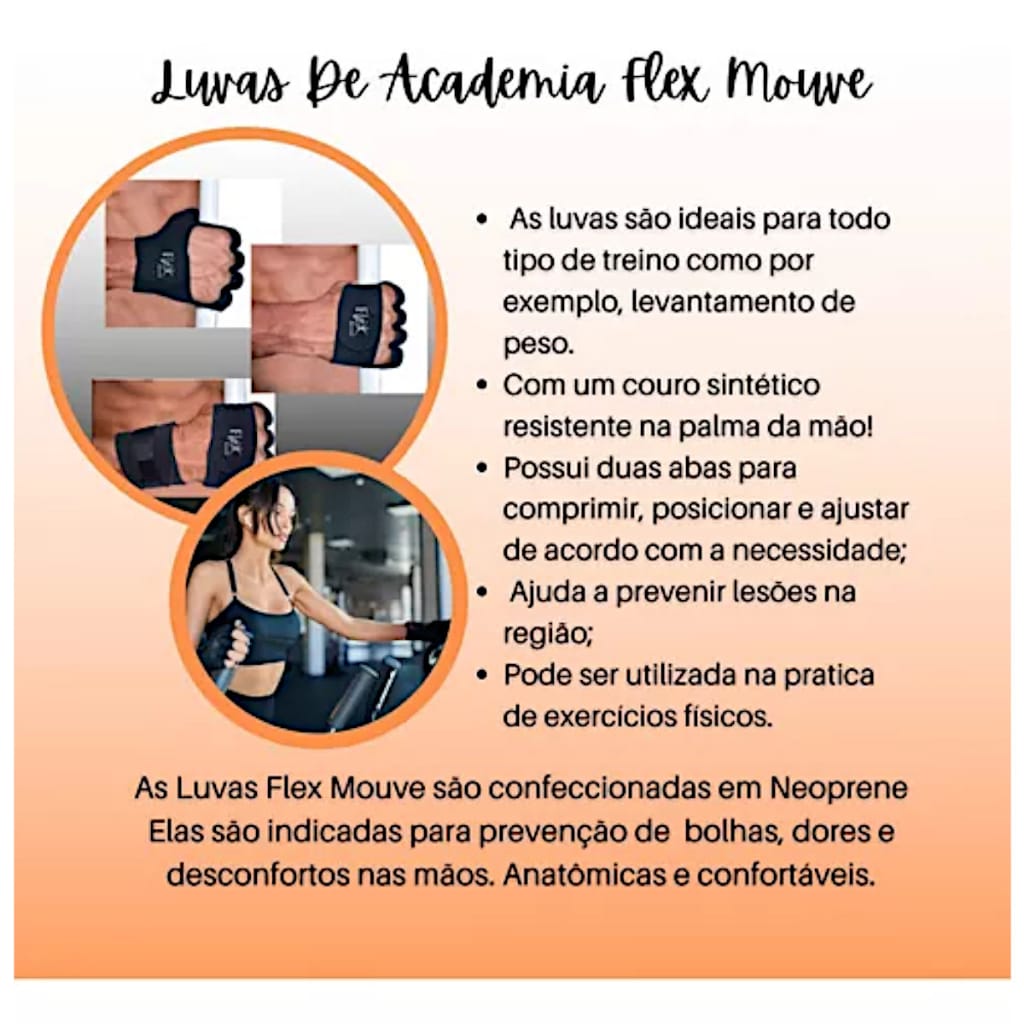 Luvas De Academia Flex Mouve
As luvas são ideais para todo
tipo de treino como por
exemplo, levantamento de
peso.
Com um couro sintético
resistente na palma da mão!
Possui duas abas para
comprimir, posicionar e ajustar
de acordo com a necessidade;
Ajuda a prevenir lesões na
região;
Pode ser utilizada na pratica
de exercícios físicos.
As Luvas Flex Mouve são confeccionadas em Neoprene
Elas são indicadas para prevenção de bolhas, dores e
desconfortos nas mãos. Anatômicas e confortáveis.